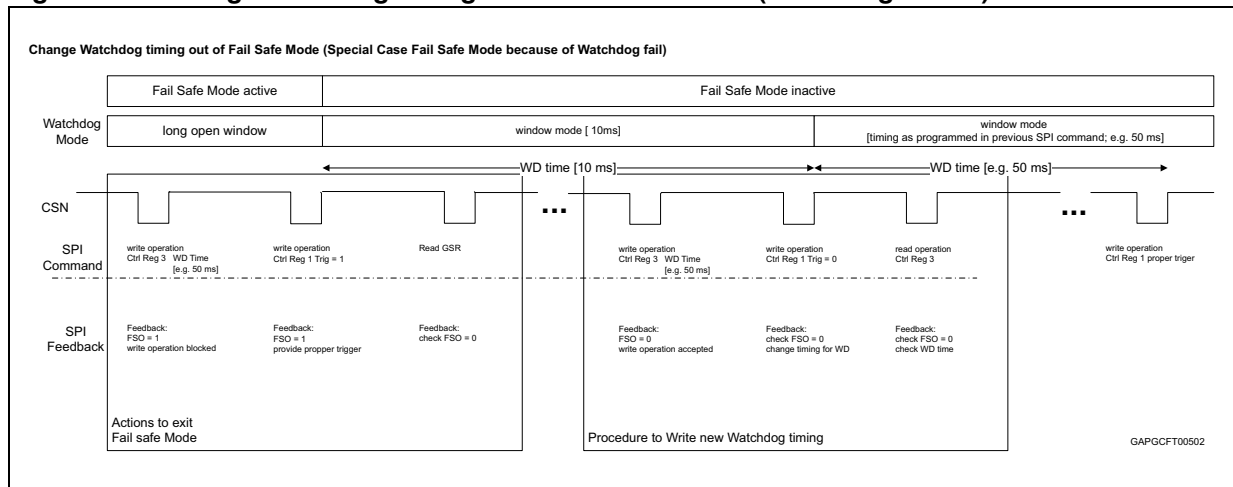 Change Watchdog timing out of Fail Safe Mode (Special Case Fail Safe Mode because of Watchdog fail)
Fail Safe Mode active
Fail Safe Mode inactive
Watchdog
Mode
long open window
window mode [ 10ms]
window mode
[timing as programmed in previous SPI command; e.g. 50 ms]
WD time [10 ms]
WD time [e.g. 50 ms]
CSN
...
...
SPI
Command
write operation
Ctrl Reg 3 WD Time
[e.g. 50 ms]
write operation
Ctrl Reg 1 Trig = 1
Read GSR
write operation
Ctrl Reg 3 WD Time
[e.g. 50 ms]
write operation
Ctrl Reg 1 Trig = 0
read operation
Ctrl Reg 3
write operation
Ctrl Reg 1 proper triger
SPI
Feedback
Feedback:
FSO = 1
write operation blocked
Feedback:
FSO = 1
provide propper trigger
Feedback:
check FSO = 0
Feedback:
FSO = 0
write operation accepted
Feedback:
check FSO = 0
change timing for WD
Feedback:
check FSO = 0
check WD time
Actions to exit
Fail safe Mode
Procedure to Write new Watchdog timing
GAPGCFT00502